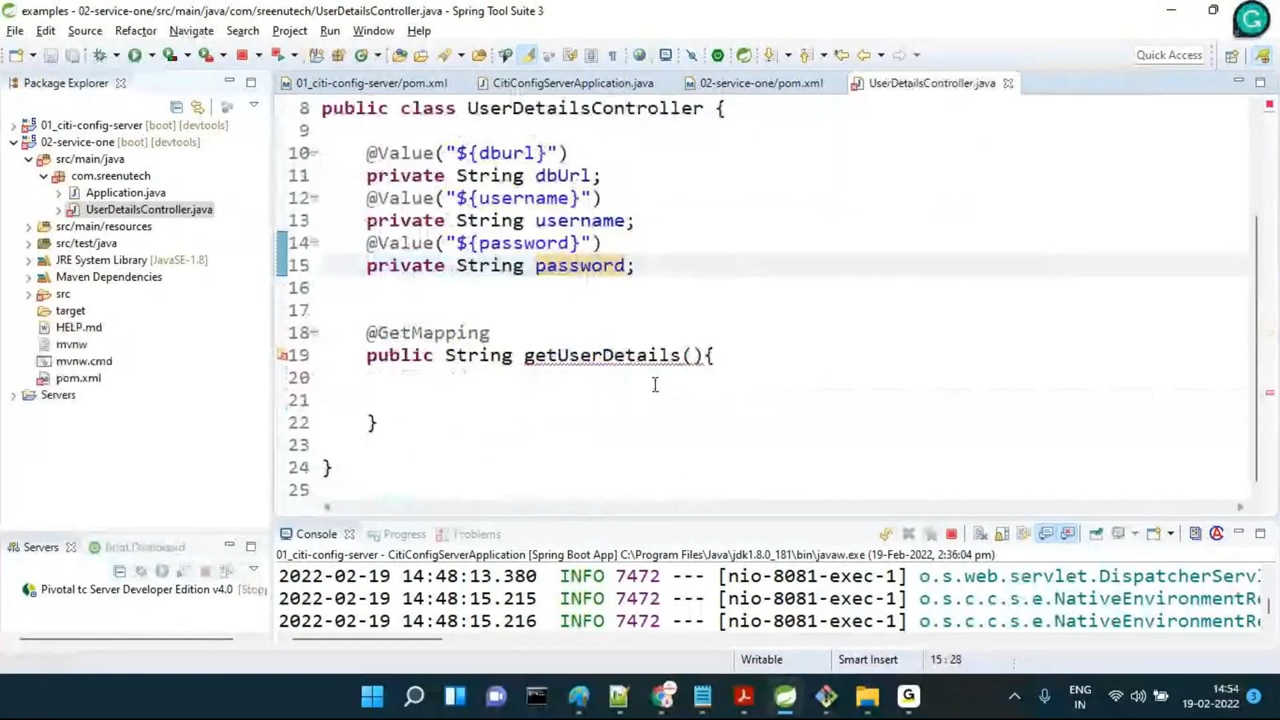 examples - 02-service-one/src/main/java/com/sreenutech/UserDetailsController.java - Spring Tool Suite 3
File Edit Source Refactor Navigate Search Project Run Window Help
Quick Access
Package Explorer
01_citi-config-server/pom.xml CitiConfigServerApplication.java 02-service-one/pom.xml UserDetailsController.java
01_citi-config-server [boot] [devtools]
02-service-one [boot] [devtools]
src/main/java
com.sreenutech
Application.java
UserDetailsController.java
src/main/resources
src/test/java
JRE System Library [JavaSE-1.8]
Maven Dependencies
src
target
HELP.md
mvnw
mvnw.cmd
pom.xml
Servers
8 public class UserDetailsController {
9
10 @Value("${dburl}")
11 private String dbUrl;
12 @Value("${username}")
13 private String username;
14 @Value("${password}")
15 private String password;
16
17
18 @GetMapping
19 public String getUserDetails(){
20
21
22 }
23
24 }
25
Servers Boot Dashboard
Pivotal tc Server Developer Edition v4.0 [Stopp
Console Progress Problems
01_citi-config-server - CitiConfigServerApplication [Spring Boot App] C:\Program Files\Java\jdk1.8.0_181\bin\javaw.exe (19-Feb-2022, 2:36:04 pm)
2022-02-19 14:48:13.380 INFO 7472 --- [nio-8081-exec-1] o.s.web.servlet.DispatcherServ
2022-02-19 14:48:15.215 INFO 7472 --- [nio-8081-exec-1] o.s.c.c.s.e.NativeEnvironmentRe
2022-02-19 14:48:15.216 INFO 7472 --- [nio-8081-exec-1] o.s.c.c.s.e.NativeEnvironmentRe
Writable Smart Insert 15:28
ENG
IN
14:54
19-02-2022
3